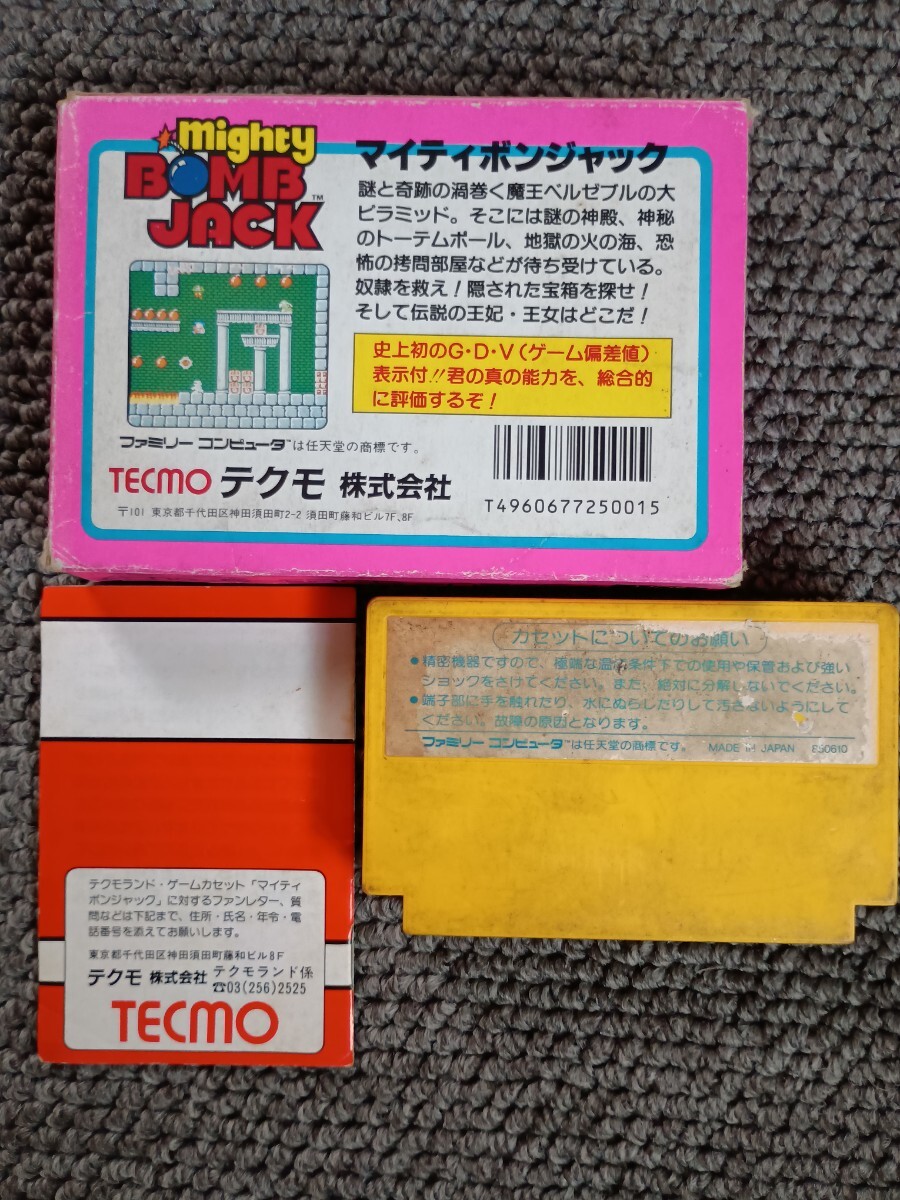 mighty
BOMB
JACK
TM
マイティボンジャック
謎と奇跡の渦巻く魔王ベルゼブルの大
ピラミッド。そこには謎の神殿、神秘
のトーテムポール、地獄の火の海、恐
怖の拷問部屋などが待ち受けている。
奴隷を救え！隠された宝箱を探せ！
そして伝説の王妃・王女はどこだ！
史上初のG・D・V（ゲーム偏差値）
表示付!!君の真の能力を、総合的
に評価するぞ！
ファミリー コンピュータ™は任天堂の商標です。
TECMO テクモ 株式会社
〒101 東京都千代田区神田須田町2-2 須田町藤和ビル7F、8F
T4960677250015
カセットについてのお願い
●精密機器ですので、極端な温度条件下での使用や保管および強い
ショックをさけてください。また、絶対に分解しないでください。
●端子部に手を触れたり、水にぬらしたりして汚さないようにして
ください。故障の原因となります。
ファミリー コンピュータ™は任天堂の商標です。 MADE IN JAPAN 850610
テクモランド・ゲームカセット「マイティ
ボンジャック」に対するファンレター、質
問などは下記まで、住所・氏名・年令・電
話番号を添えてお願いします。
東京都千代田区神田須田町藤和ビル8F
テクモ 株式会社 テクモランド係
☎03(256)2525
TECMO